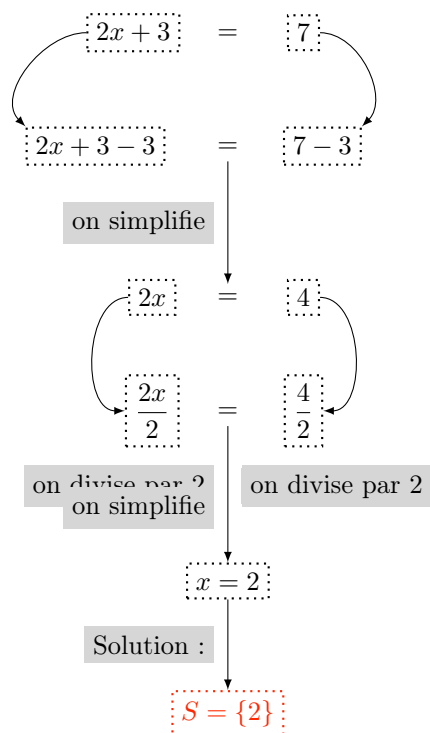 2x + 3 = 7
2x + 3 − 3 = 7 − 3
on simplifie
2x = 4
2x/2 = 4/2
on divise par 2 on divise par 2
on simplifie
x = 2
Solution :
S = {2}